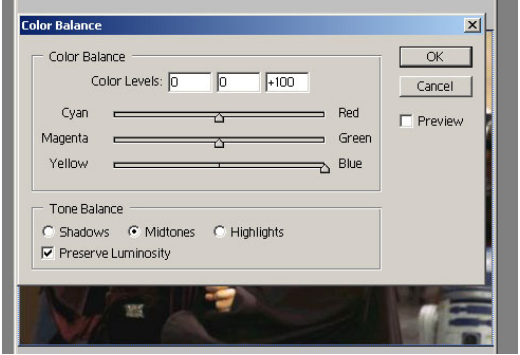 Color Balance
Color Balance
OK
Color Levels: 0 0 +100
Cancel
Cyan Red
Preview
Magenta Green
Yellow Blue
Tone Balance
Shadows Midtones Highlights
Preserve Luminosity